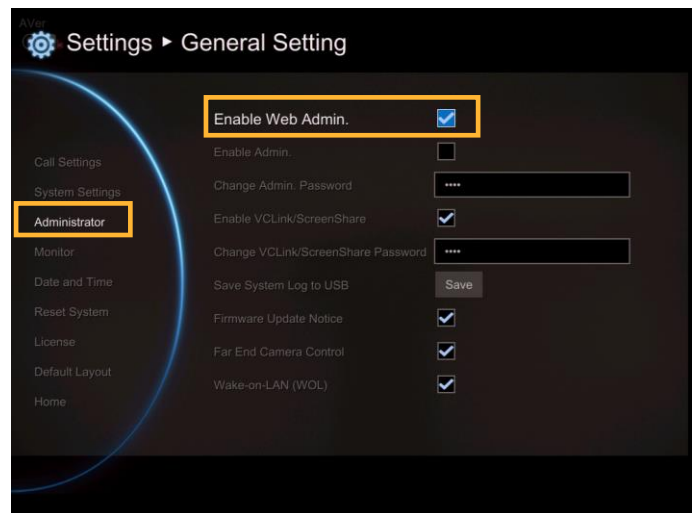 AVer
Settings ► General Setting
Enable Web Admin.
Enable Admin.
Change Admin. Password ••••
Enable VCLink/ScreenShare
Change VCLink/ScreenShare Password ••••
Save System Log to USB Save
Firmware Update Notice
Far End Camera Control
Wake-on-LAN (WOL)
Call Settings
System Settings
Administrator
Monitor
Date and Time
Reset System
License
Default Layout
Home